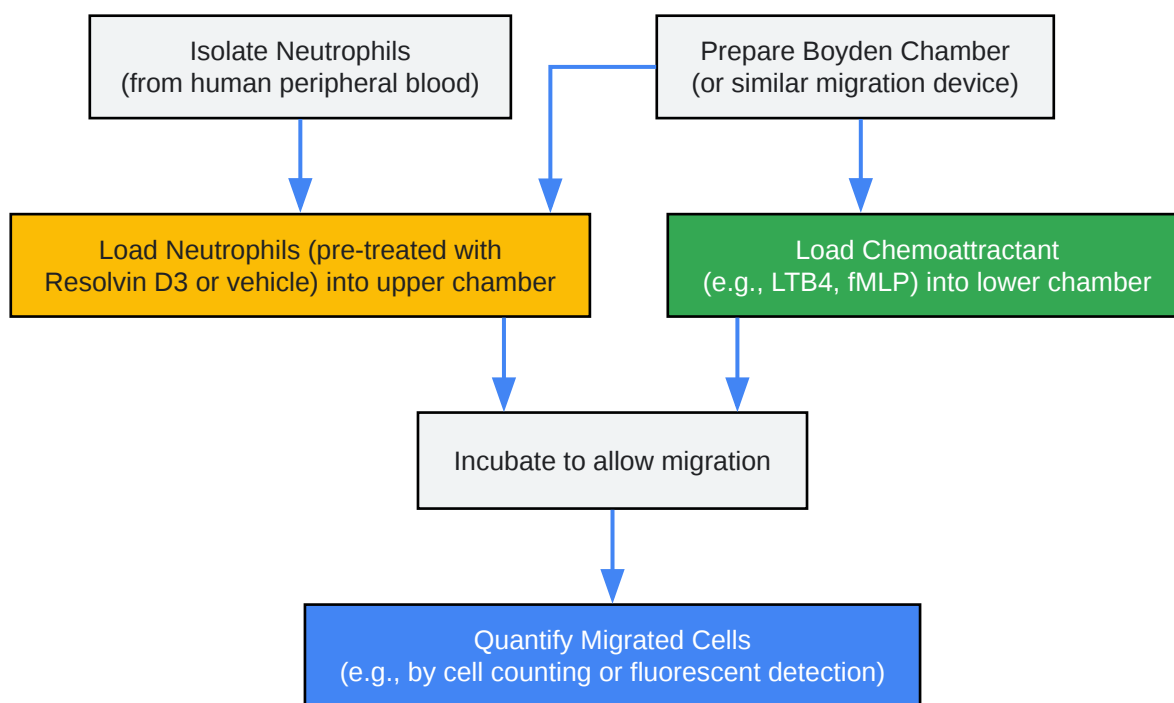 Isolate Neutrophils
(from human peripheral blood)
Prepare Boyden Chamber
(or similar migration device)
Load Neutrophils (pre-treated with
Resolvin D3 or vehicle) into upper chamber
Load Chemoattractant
(e.g., LTB4, fMLP) into lower chamber
Incubate to allow migration
Quantify Migrated Cells
(e.g., by cell counting or fluorescent detection)